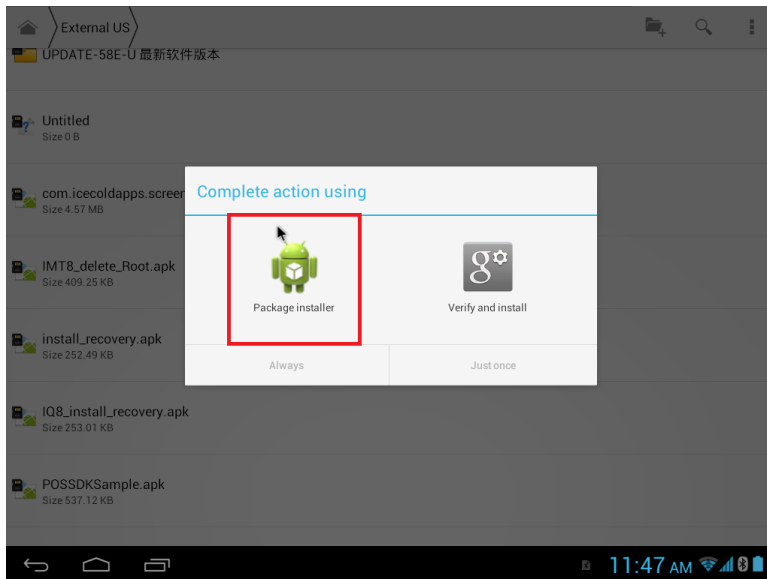 External US
UPDATE-58E-U 最新软件版本
Untitled
Size 0 B
com.icecoldapps.screer
Size 4.57 MB
IMT8_delete_Root.apk
Size 409.25 KB
install_recovery.apk
Size 252.49 KB
IQ8_install_recovery.apk
Size 253.01 KB
POSSDKSample.apk
Size 537.12 KB
Complete action using
Package installer
Verify and install
Always
Just once
11:47 AM